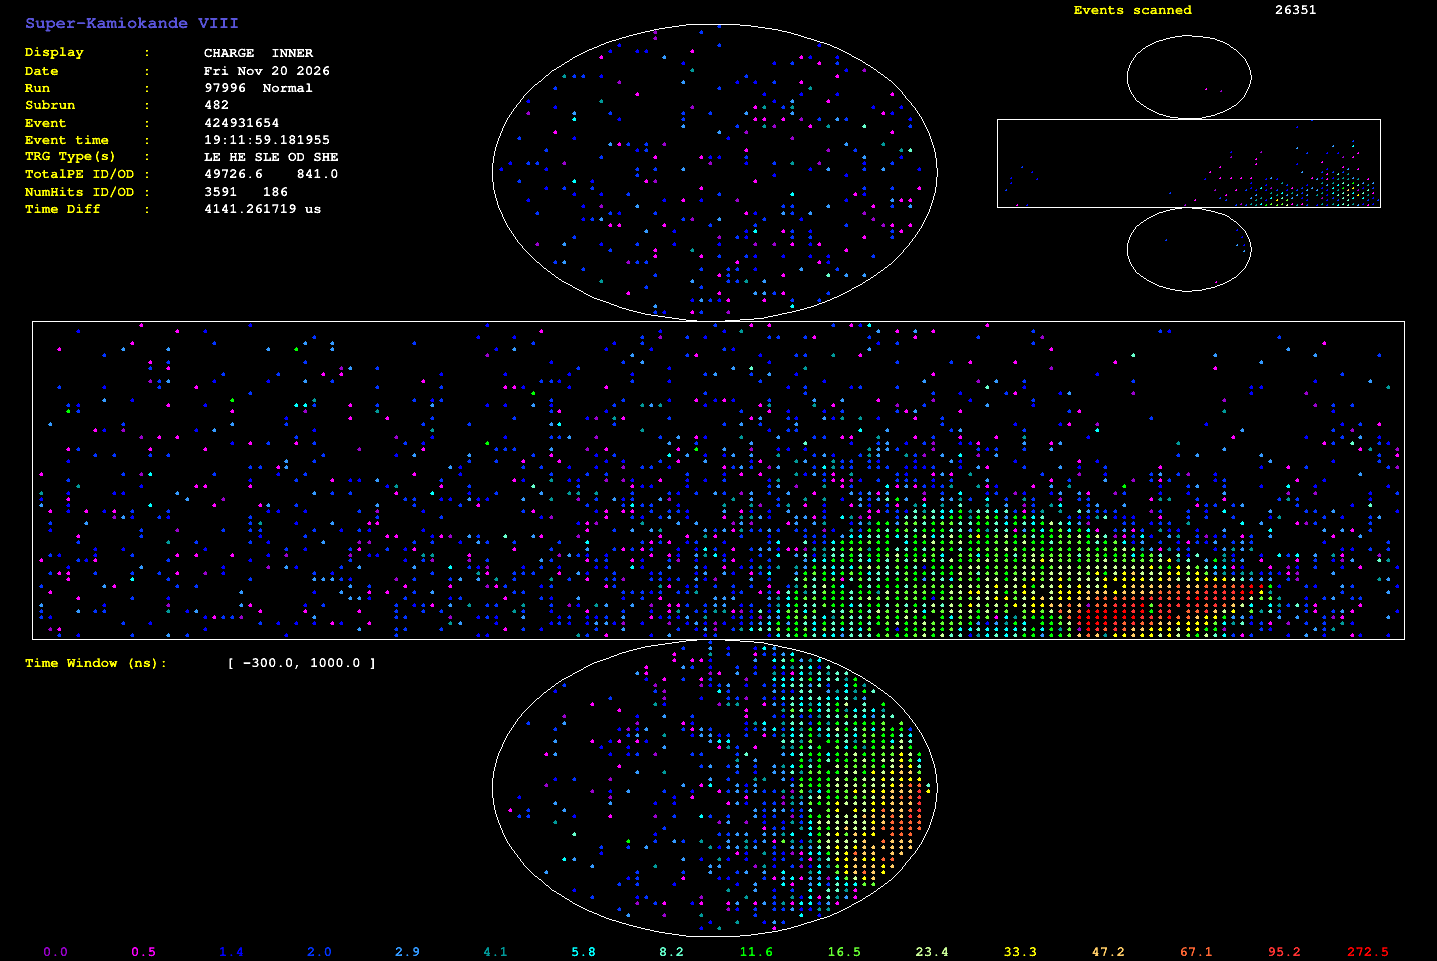 Super-Kamiokande VIII
Events scanned 26351
Display : CHARGE INNER
Date : Fri Nov 20 2026
Run : 97996 Normal
Subrun : 482
Event : 424931654
Event time : 19:11:59.181955
TRG Type(s) : LE HE SLE OD SHE
TotalPE ID/OD : 49726.6 841.0
NumHits ID/OD : 3591 186
Time Diff : 4141.261719 us
Time Window (ns): [ -300.0, 1000.0 ]
0.0 0.5 1.4 2.0 2.9 4.1 5.8 8.2 11.6 16.5 23.4 33.3 47.2 67.1 95.2 272.5